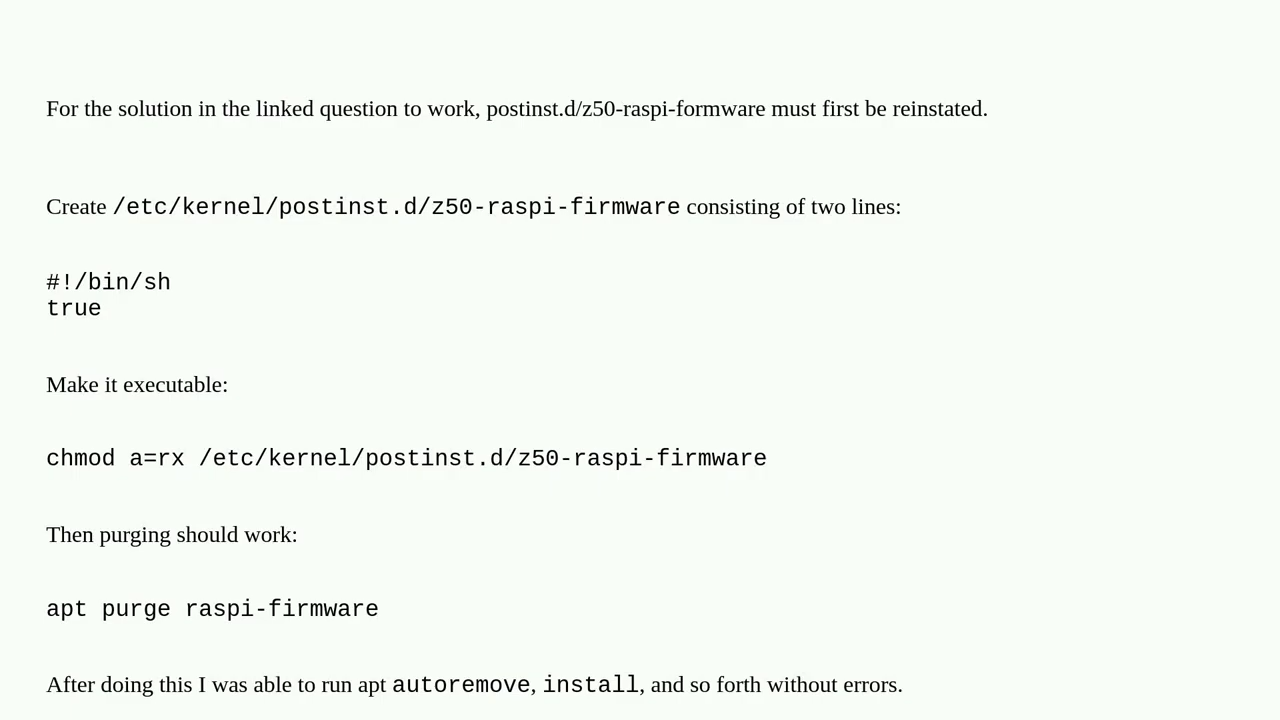 For the solution in the linked question to work, postinst.d/z50-raspi-formware must first be reinstated.
Create /etc/kernel/postinst.d/z50-raspi-firmware consisting of two lines:
#!/bin/sh
true
Make it executable:
chmod a=rx /etc/kernel/postinst.d/z50-raspi-firmware
Then purging should work:
apt purge raspi-firmware
After doing this I was able to run apt autoremove, install, and so forth without errors.